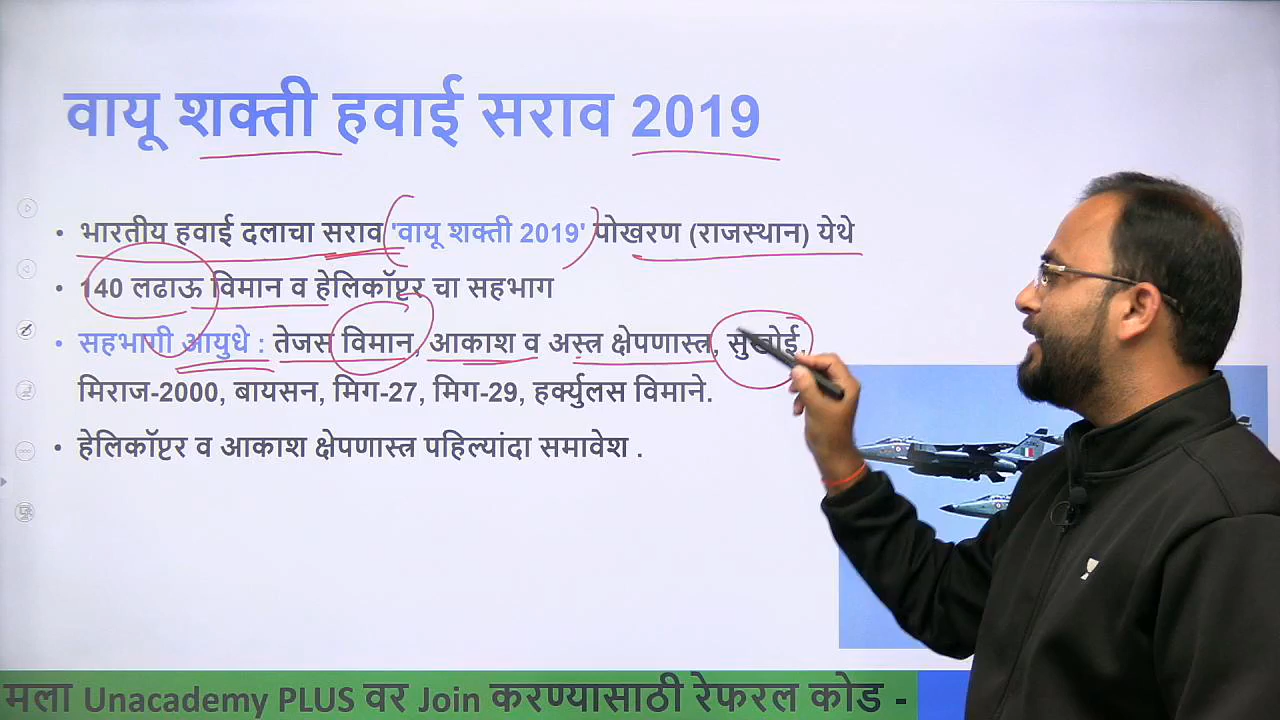 वायू शक्ती हवाई सराव 2019
• भारतीय हवाई दलाचा सराव 'वायू शक्ती 2019' पोखरण (राजस्थान) येथे
• 140 लढाऊ विमान व हेलिकॉप्टर चा सहभाग
• सहभागी आयुधे : तेजस विमान, आकाश व अस्त्र क्षेपणास्त्र, सुखोई,
मिराज-2000, बायसन, मिग-27, मिग-29, हर्क्युलस विमाने.
• हेलिकॉप्टर व आकाश क्षेपणास्त्र पहिल्यांदा समावेश .
मला Unacademy PLUS वर Join करण्यासाठी रेफरल कोड -